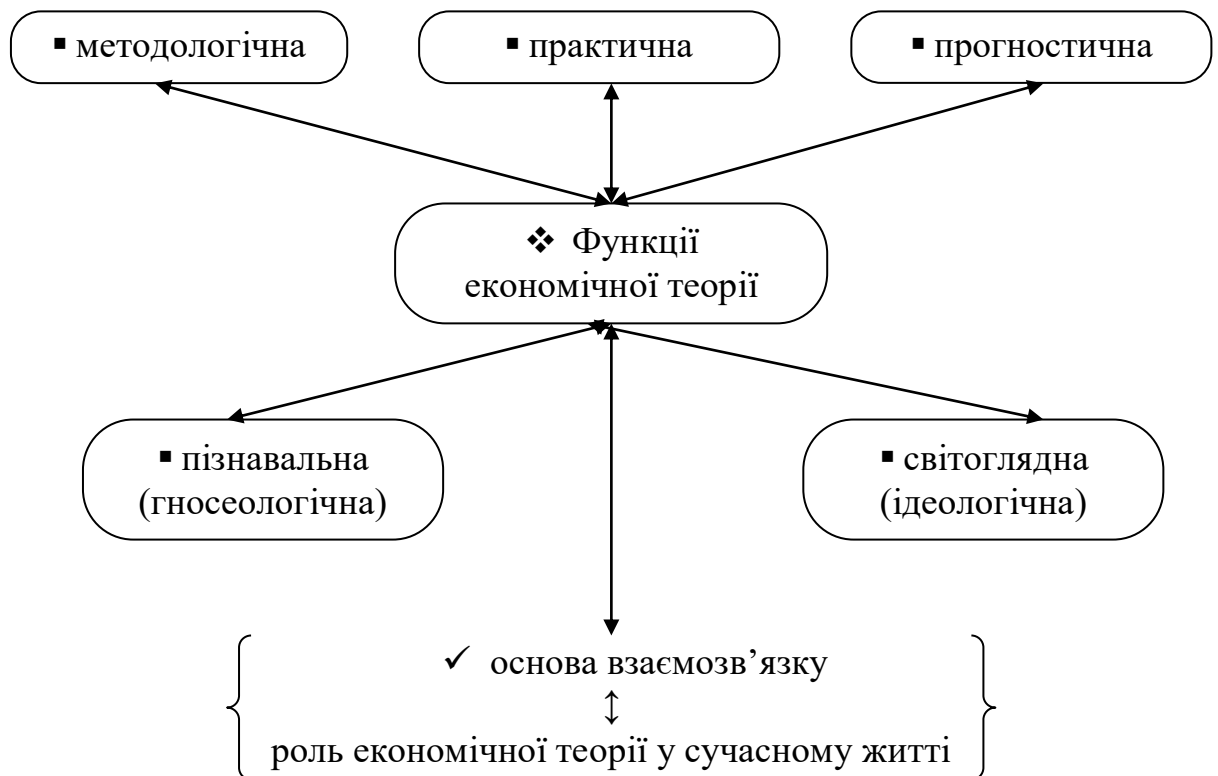 ▪ методологічна
▪ практична
▪ прогностична
❖ Функції
економічної теорії
▪ пізнавальна
(гносеологічна)
▪ світоглядна
(ідеологічна)
✓ основа взаємозв’язку
↕
роль економічної теорії у сучасному житті